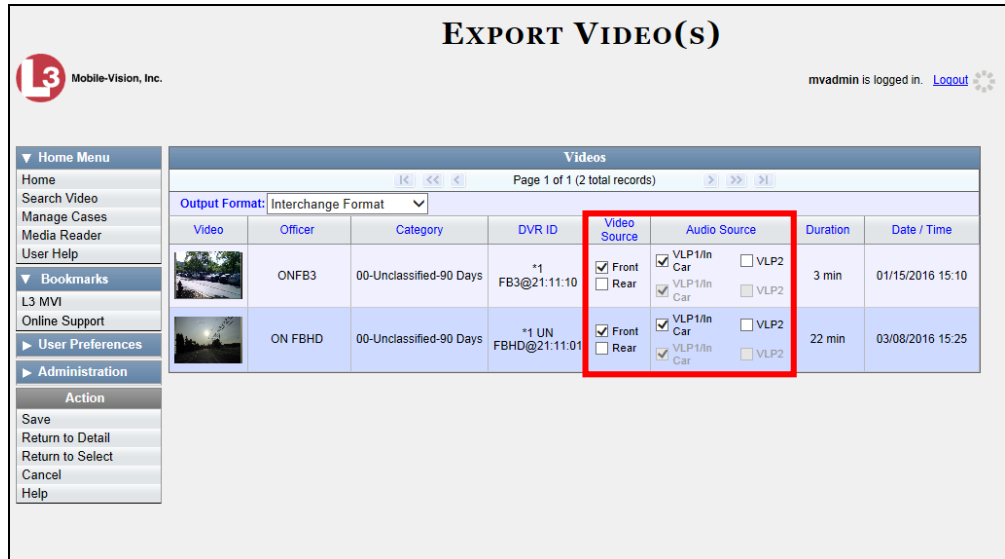 EXPORT VIDEO(S)
L3 Mobile-Vision, Inc.
mvadmin is logged in. Logout
▼ Home Menu
Home
Search Video
Manage Cases
Media Reader
User Help
▼ Bookmarks
L3 MVI
Online Support
▶ User Preferences
▶ Administration
Action
Save
Return to Detail
Return to Select
Cancel
Help
Videos
|< << < Page 1 of 1 (2 total records) > >> >|
Output Format: Interchange Format
Video Officer Category DVR ID Video Source Audio Source Duration Date / Time
ONFB3 00-Unclassified-90 Days *1 FB3@21:11:10 Front Rear VLP1/In Car VLP2 VLP1/In Car VLP2 3 min 01/15/2016 15:10
ON FBHD 00-Unclassified-90 Days *1 UN FBHD@21:11:01 Front Rear VLP1/In Car VLP2 VLP1/In Car VLP2 22 min 03/08/2016 15:25